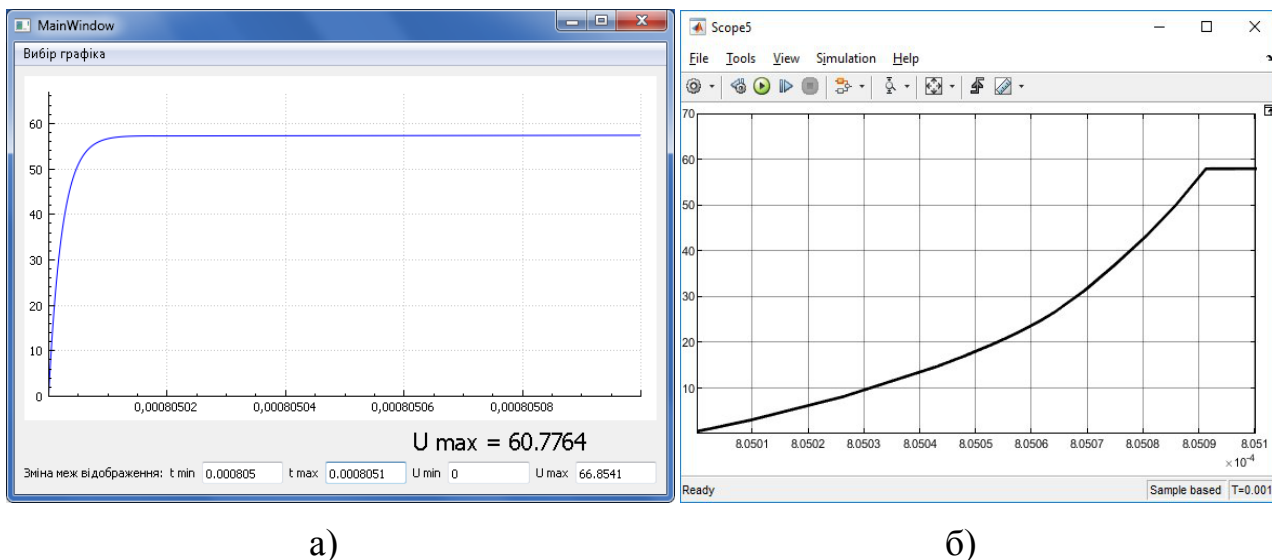 MainWindow
Вибір графіка
60
50
40
30
20
10
0
0,00080502 0,00080504 0,00080506 0,00080508
U max = 60.7764
Зміна меж відображення: t min 0.000805 t max 0.0008051 U min 0 U max 66.8541
а)
Scope5
File Tools View Simulation Help
70
60
50
40
30
20
10
8.0501 8.0502 8.0503 8.0504 8.0505 8.0506 8.0507 8.0508 8.0509 8.051
×10⁻⁴
Ready Sample based T=0.001
б)